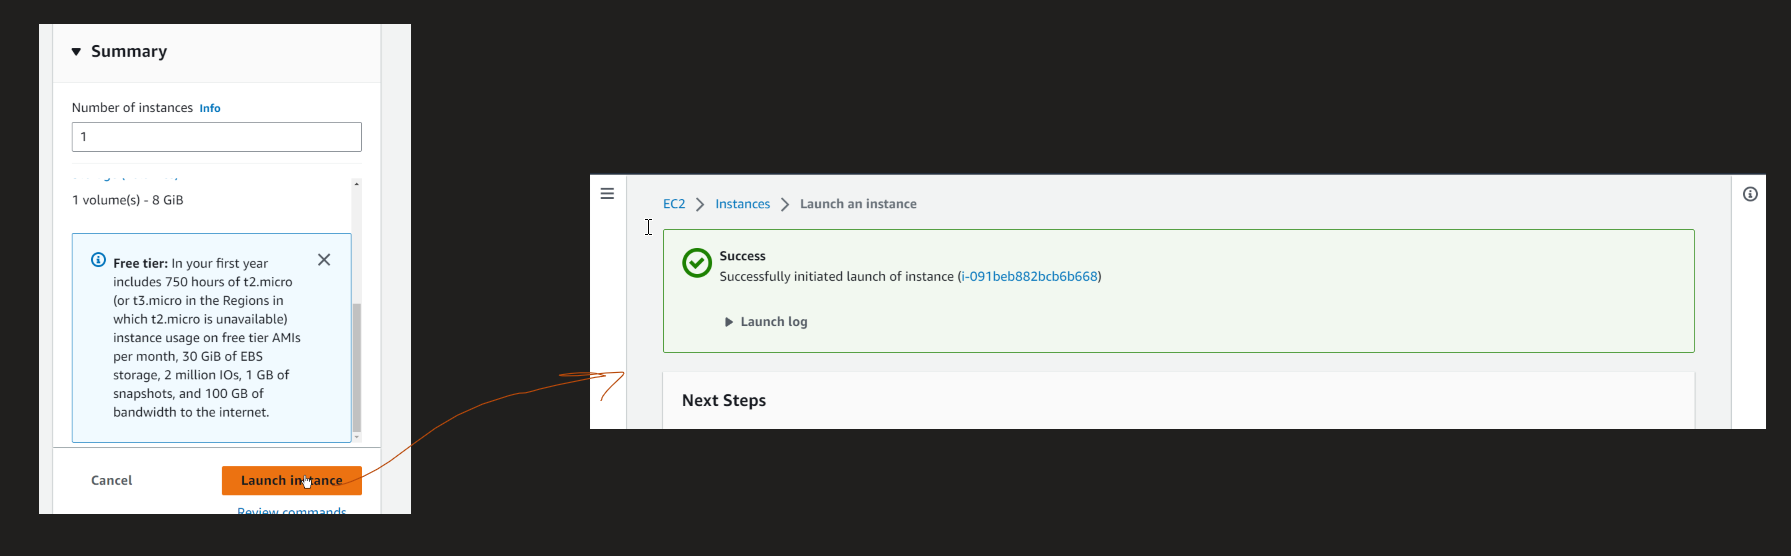 Summary
Number of instances Info
1
1 volume(s) - 8 GiB
Free tier: In your first year
includes 750 hours of t2.micro
(or t3.micro in the Regions in
which t2.micro is unavailable)
instance usage on free tier AMIs
per month, 30 GiB of EBS
storage, 2 million IOs, 1 GB of
snapshots, and 100 GB of
bandwidth to the internet.
Cancel
Launch instance
Review commands
EC2 > Instances > Launch an instance
Success
Successfully initiated launch of instance (i-091beb882bcb6b668)
Launch log
Next Steps